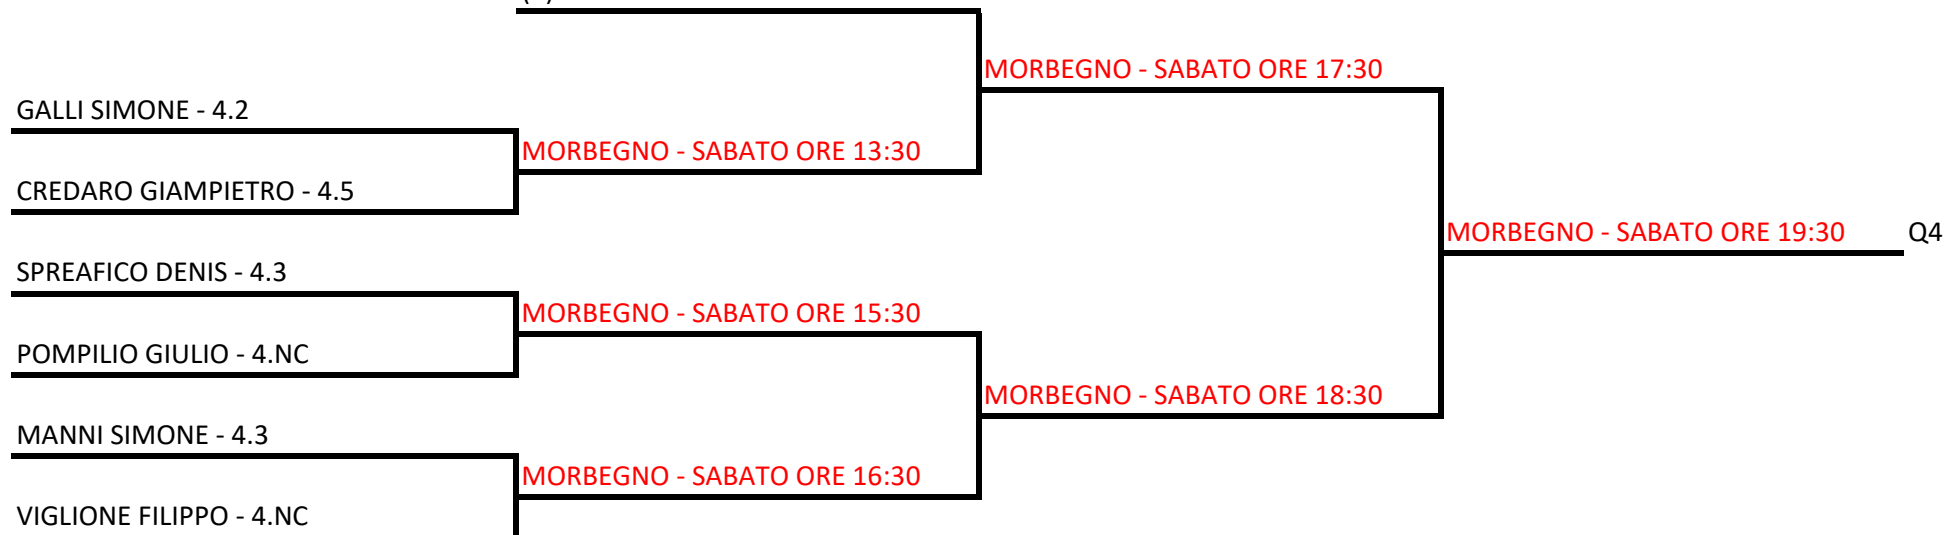 MORBEGNO - SABATO ORE 17:30
GALLI SIMONE - 4.2
MORBEGNO - SABATO ORE 13:30
CREDARO GIAMPIETRO - 4.5
MORBEGNO - SABATO ORE 19:30 Q4
SPREAFICO DENIS - 4.3
MORBEGNO - SABATO ORE 15:30
POMPILIO GIULIO - 4.NC
MORBEGNO - SABATO ORE 18:30
MANNI SIMONE - 4.3
MORBEGNO - SABATO ORE 16:30
VIGLIONE FILIPPO - 4.NC